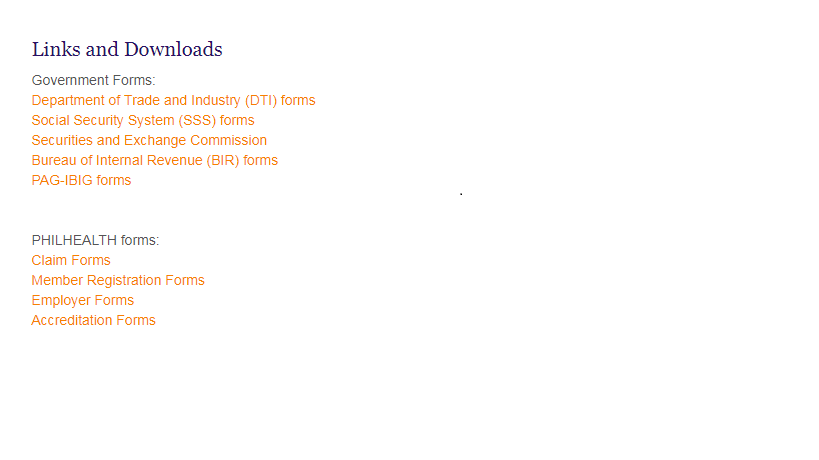 Links and Downloads
Government Forms:
Department of Trade and Industry (DTI) forms
Social Security System (SSS) forms
Securities and Exchange Commission
Bureau of Internal Revenue (BIR) forms
PAG-IBIG forms
.
PHILHEALTH forms:
Claim Forms
Member Registration Forms
Employer Forms
Accreditation Forms